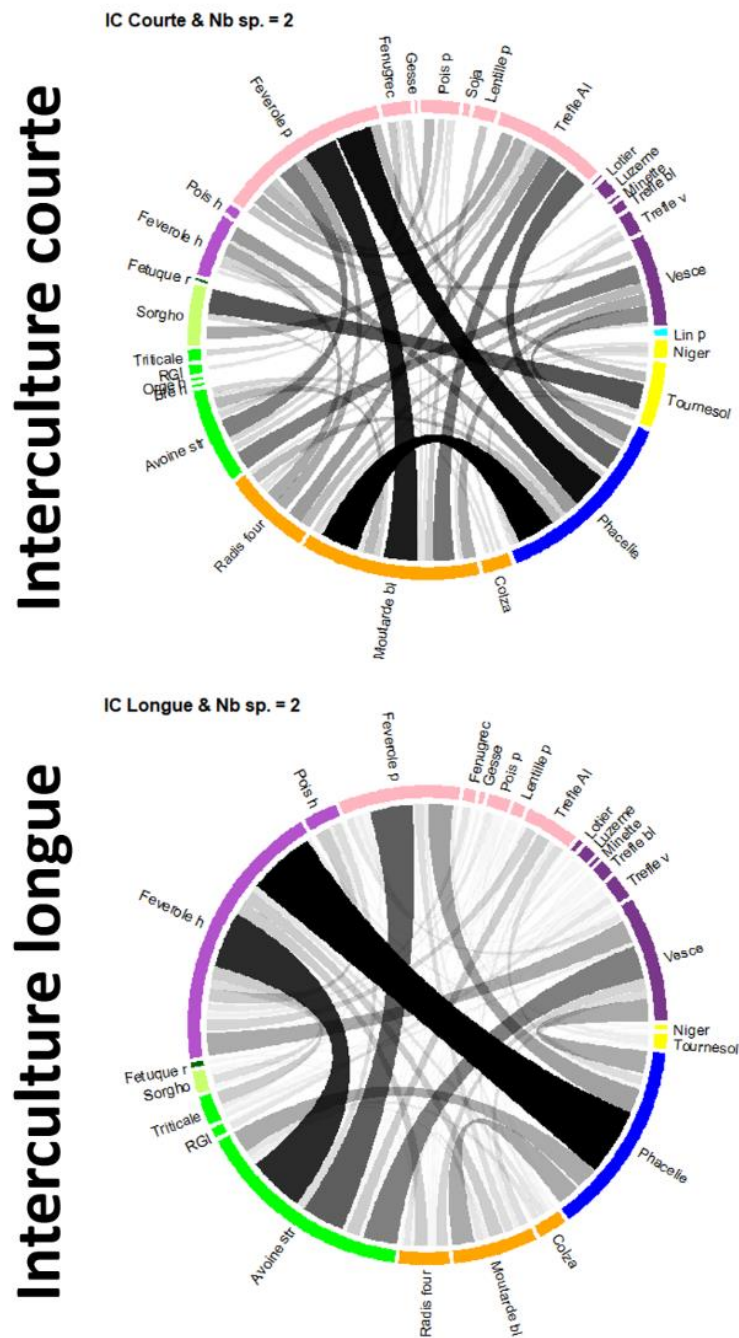 Interculture courte
IC Courte & Nb sp. = 2
Fenugrec
Gesse
Pois p
Soja
Lentille p
Trefle Al
Lotier
Luzerne
Minette
Trefle bl
Trefle v
Vesce
Lin p
Niger
Tournesol
Phacelie
Colza
Moutarde bl
Radis four
Avoine str
Orge h
RGI
Triticale
Sorgho
Fetuque r
Feverole h
Pois h
Feverole p
Interculture longue
IC Longue & Nb sp. = 2
Feverole p
Fenugrec
Gesse
Pois p
Lentille p
Trefle Al
Lotier
Luzerne
Minette
Trefle bl
Trefle v
Vesce
Niger
Tournesol
Phacelie
Colza
Moutarde bl
Radis four
Avoine str
RGI
Triticale
Sorgho
Fetuque r
Feverole h
Pois h